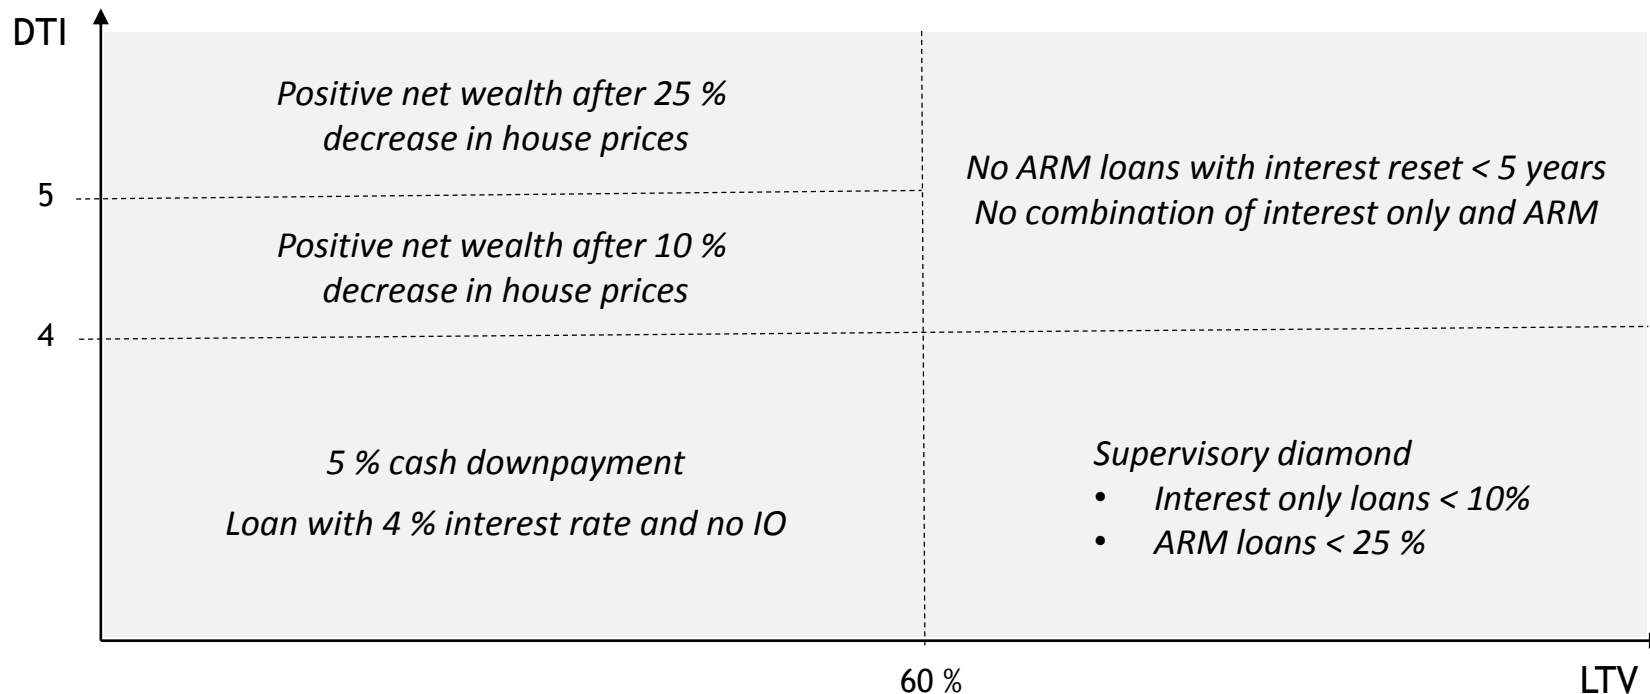 DTI
Positive net wealth after 25 %
decrease in house prices
No ARM loans with interest reset < 5 years
No combination of interest only and ARM
5
Positive net wealth after 10 %
decrease in house prices
4
5 % cash downpayment
Loan with 4 % interest rate and no IO
Supervisory diamond
• Interest only loans < 10%
• ARM loans < 25 %
60 %
LTV